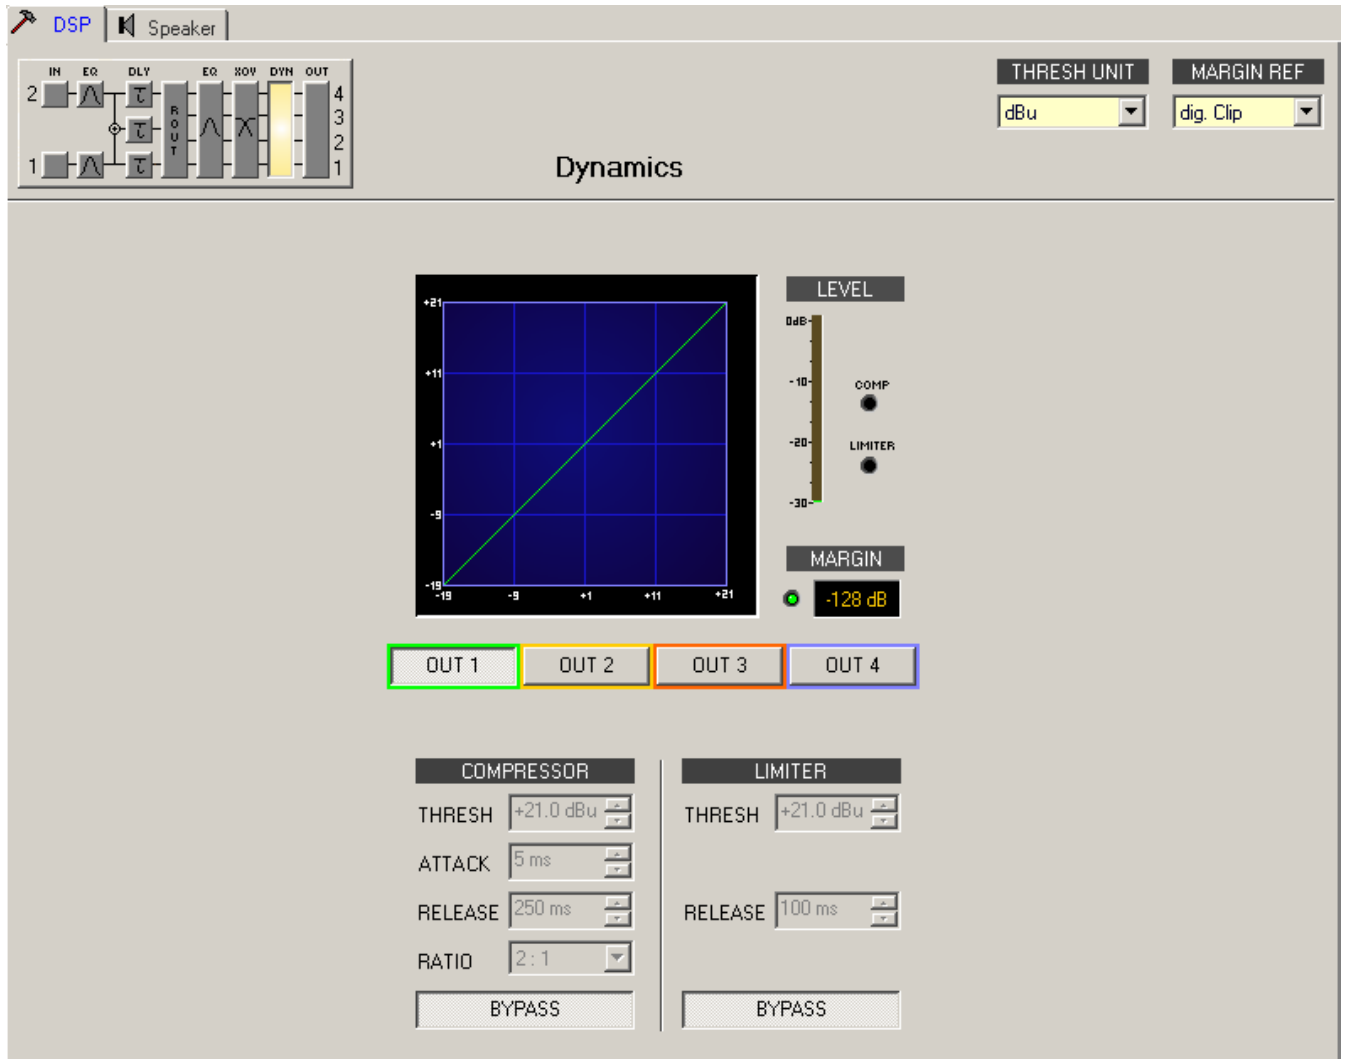 DSP Speaker
IN EQ DLY EQ XOV DYN OUT
2 4
3
ROUT
2
1 1
THRESH UNIT MARGIN REF
dBu dig. Clip
Dynamics
LEVEL
+21
+11
+1
-9
-19
-19 -9 +1 +11 +21
0dB
-10
-20
-30
COMP
LIMITER
MARGIN
-128 dB
OUT 1 OUT 2 OUT 3 OUT 4
COMPRESSOR
THRESH +21.0 dBu
ATTACK 5 ms
RELEASE 250 ms
RATIO 2 : 1
BYPASS
LIMITER
THRESH +21.0 dBu
RELEASE 100 ms
BYPASS